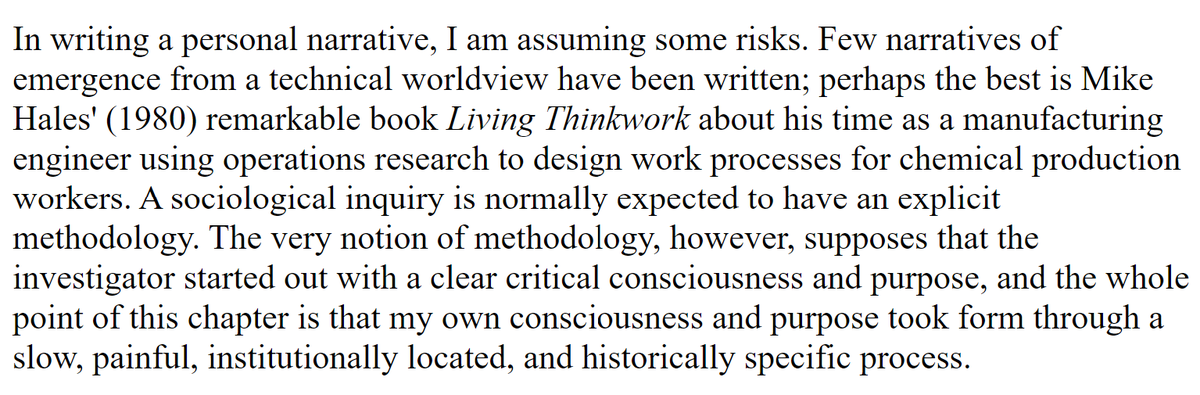 In writing a personal narrative, I am assuming some risks. Few narratives of
emergence from a technical worldview have been written; perhaps the best is Mike
Hales' (1980) remarkable book Living Thinkwork about his time as a manufacturing
engineer using operations research to design work processes for chemical production
workers. A sociological inquiry is normally expected to have an explicit
methodology. The very notion of methodology, however, supposes that the
investigator started out with a clear critical consciousness and purpose, and the whole
point of this chapter is that my own consciousness and purpose took form through a
slow, painful, institutionally located, and historically specific process.